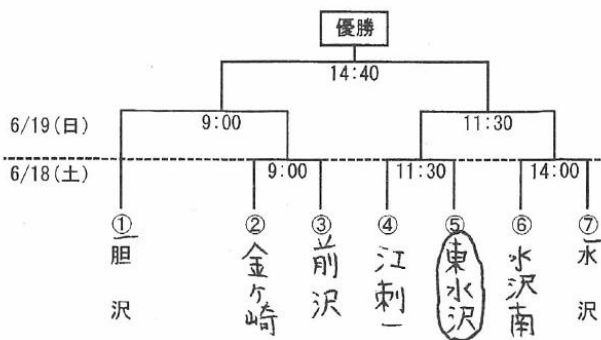 優勝
14:40
6/19(日)
9:00
11:30
6/18(土)
9:00
11:30
14:00
① ② ③ ④ ⑤ ⑥ ⑦
胆沢
金ヶ崎
前沢
江刺一
東水沢
水沢南
水沢